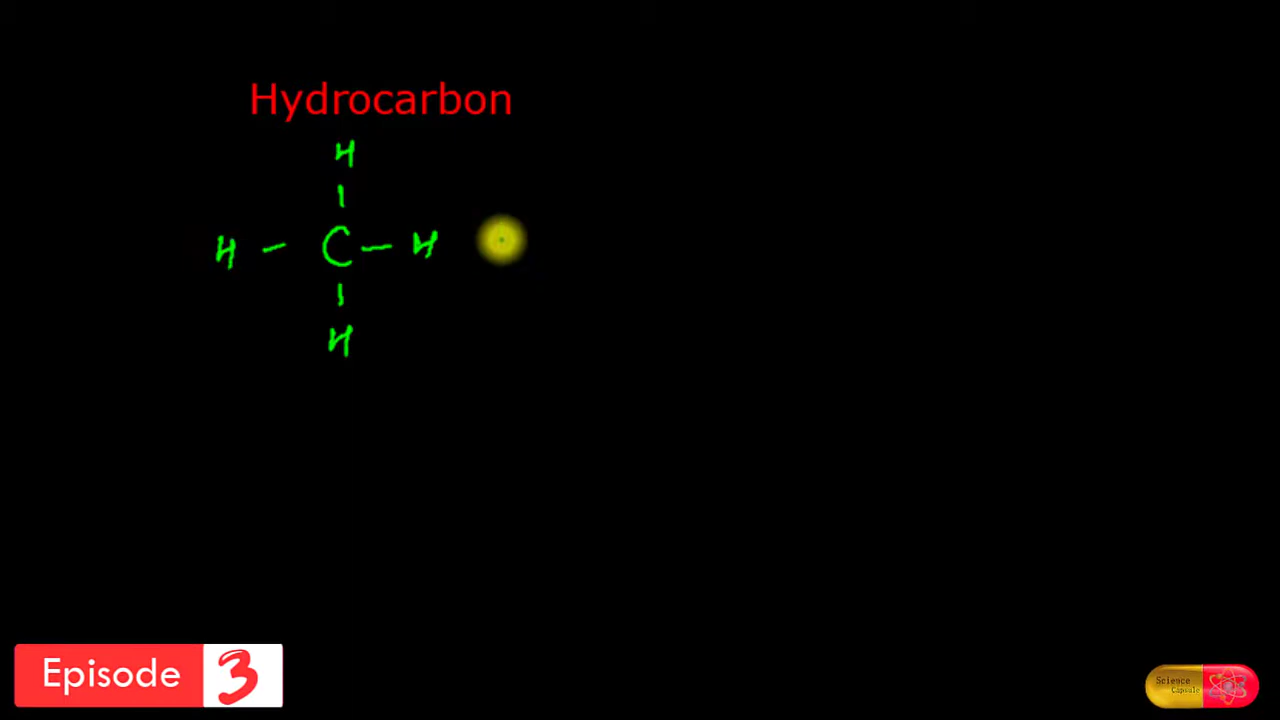 Hydrocarbon
H
|
H - C - H
|
H
Episode 3
Science
Capsule